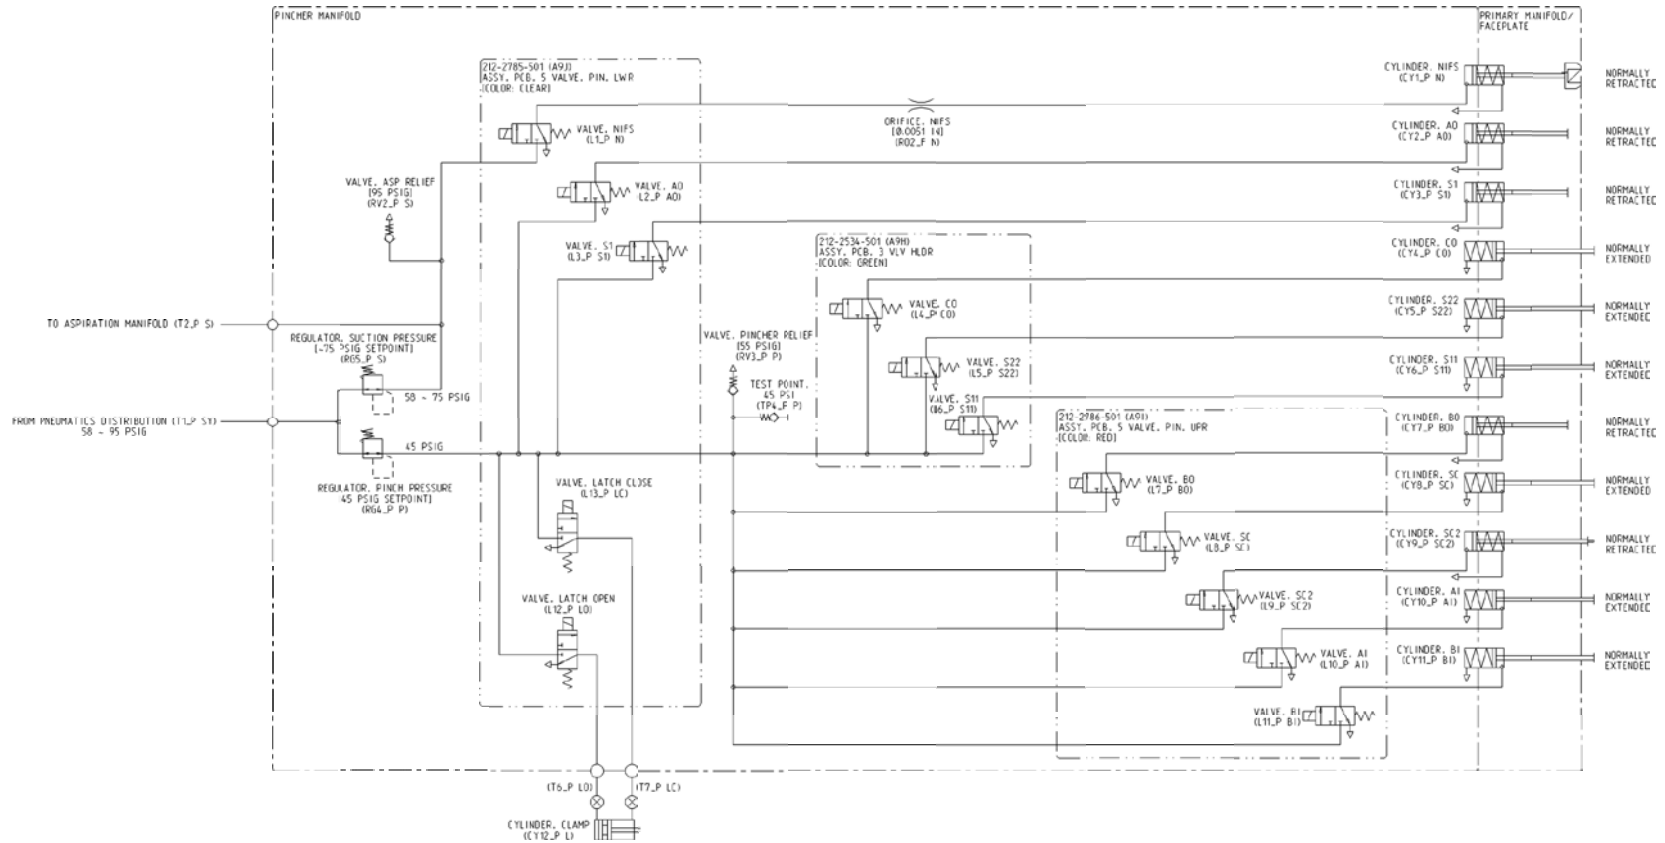 PINCHER MANIFOLD
PRIMARY MANIFOLD/
FACEPLATE
212-2785-501 (A9J)
ASSY, PCB, 5 VALVE, PIN, LWR
[COLOR: CLEAR]
VALVE, NIFS
(L1_P N)
ORIFICE, NIFS
[0.0051 IN]
CYLINDER, NIFS
(CY1_P N)
NORMALLY
RETRACTED
VALVE, AO
L2_P AO)
CYLINDER, AO
(CY2_P AO)
NORMALLY
RETRACTED
VALVE, ASP RELIEF
[95 PSIG]
(RV2_P S)
VALVE, S1
(L3_P S1)
CYLINDER, S1
(CY3_P S1)
NORMALLY
RETRACTED
212-2534-501 (A9H)
ASSY, PCB, 3 VLV HLDR
[COLOR: GREEN]
CYLINDER, CO
(CY4_P CO)
NORMALLY
EXTENDED
VALVE, CO
(L4_P CO)
CYLINDER, S22
(CY5_P S22)
NORMALLY
EXTENDED
TO ASPIRATION MANIFOLD (T2_P S)
REGULATOR, SUCTION PRESSURE
[~75 PSIG SETPOINT]
(RG5_P S)
58 ~ 75 PSIG
VALVE, PINCHER RELIEF
[55 PSIG]
(RV3_P P)
VALVE, S22
(L5_P S22)
CYLINDER, S11
(CY6_P S11)
NORMALLY
EXTENDED
TEST POINT,
45 PSI
VALVE, S11
212-2786-501 (A9I)
ASSY, PCB, 5 VALVE, PIN, UPR
[COLOR: RED]
CYLINDER, BO
(CY7_P BO)
NORMALLY
RETRACTED
FROM PNEUMATICS DISTRIBUTION (T1_P S1)
58 ~ 95 PSIG
45 PSIG
REGULATOR, PINCH PRESSURE
45 PSIG SETPOINT]
(RG4_P P)
VALVE, LATCH CLOSE
(L13_P LC)
VALVE, BO
(L7_P BO)
CYLINDER, SC
(CY8_P SC)
NORMALLY
EXTENDED
VALVE, SC
(L8_P SC)
CYLINDER, SC2
(CY9_P SC2)
NORMALLY
RETRACTED
VALVE, LATCH OPEN
(L12_P LO)
VALVE, SC2
(L9_P SC2)
CYLINDER, AI
(CY10_P AI)
NORMALLY
EXTENDED
VALVE, AI
(L10_P AI)
CYLINDER, BI
(CY11_P BI)
NORMALLY
EXTENDED
VALVE, BI
(L11_P BI)
(T6_P LO)
(T7_P LC)
CYLINDER, CLAMP
(CY12_P L)